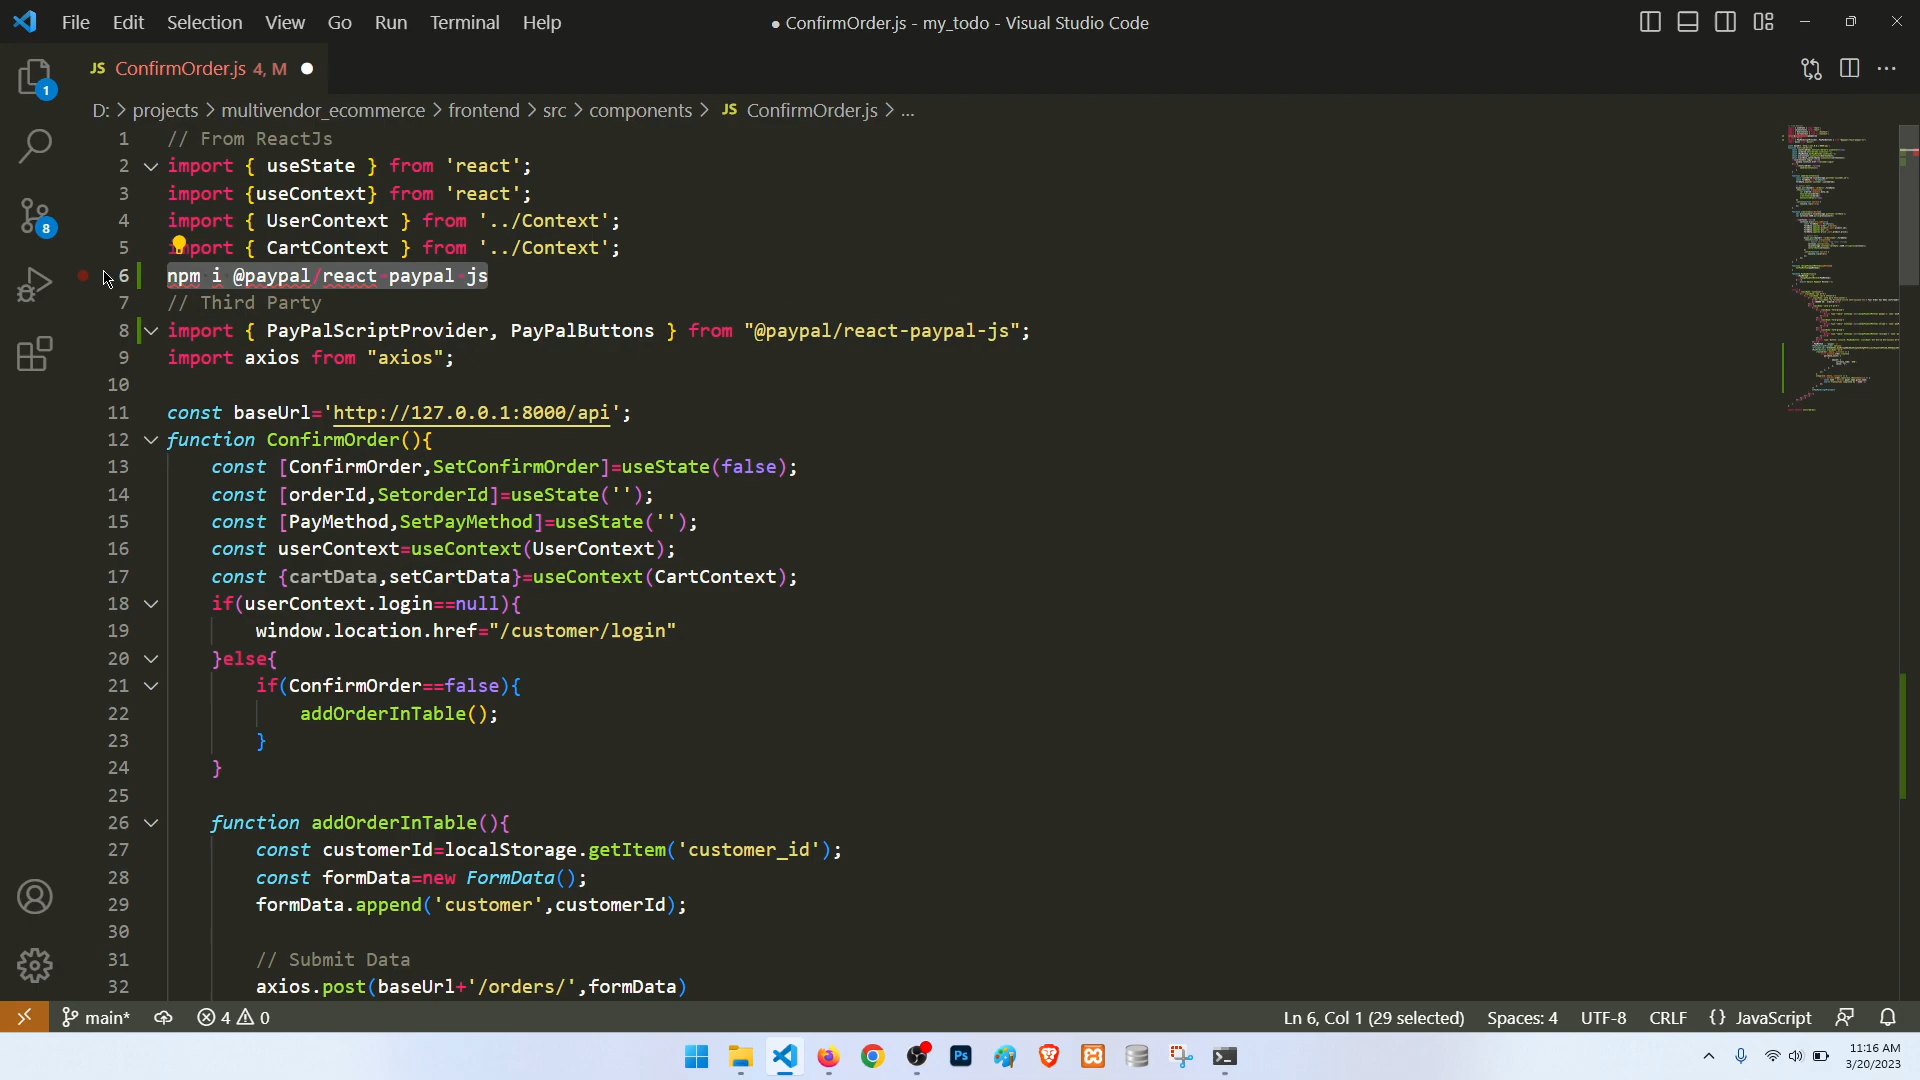 File Edit Selection View Go Run Terminal Help
● ConfirmOrder.js - my_todo - Visual Studio Code
JS ConfirmOrder.js 4, M
1
D: > projects > multivendor_ecommerce > frontend > src > components > JS ConfirmOrder.js > ...
1 // From ReactJs
2 import { useState } from 'react';
3 import {useContext} from 'react';
4 import { UserContext } from '../Context';
5 import { CartContext } from '../Context';
8
6 npm i @paypal/react-paypal-js
7 // Third Party
8 import { PayPalScriptProvider, PayPalButtons } from "@paypal/react-paypal-js";
9 import axios from "axios";
10
11 const baseUrl='http://127.0.0.1:8000/api';
12 function ConfirmOrder(){
13 const [ConfirmOrder,SetConfirmOrder]=useState(false);
14 const [orderId,SetorderId]=useState('');
15 const [PayMethod,SetPayMethod]=useState('');
16 const userContext=useContext(UserContext);
17 const {cartData,setCartData}=useContext(CartContext);
18 if(userContext.login==null){
19 window.location.href="/customer/login"
20 }else{
21 if(ConfirmOrder==false){
22 addOrderInTable();
23 }
24 }
25
26 function addOrderInTable(){
27 const customerId=localStorage.getItem('customer_id');
28 const formData=new FormData();
29 formData.append('customer',customerId);
30
31 // Submit Data
32 axios.post(baseUrl+'/orders/',formData)
main* 4 0 Ln 6, Col 1 (29 selected) Spaces: 4 UTF-8 CRLF {} JavaScript
Ps
11:16 AM
3/20/2023